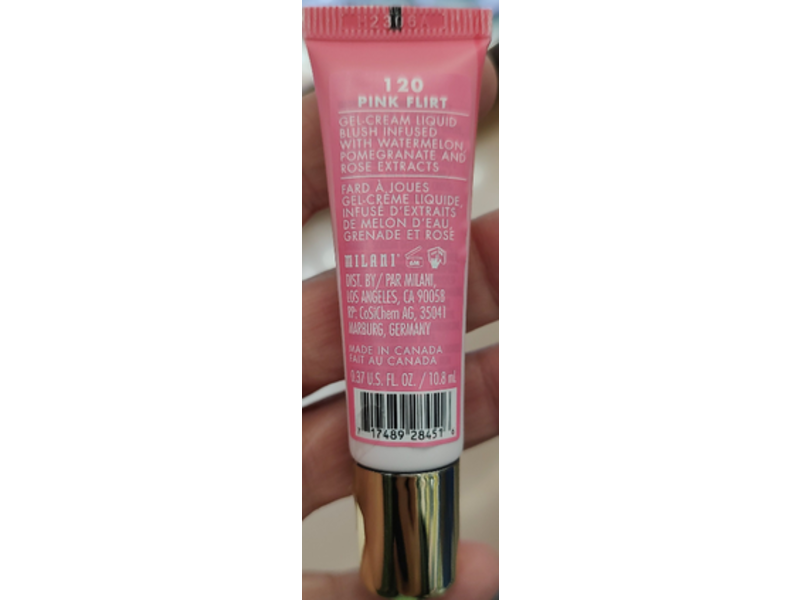 120
PINK FLIRT
GEL-CREAM LIQUID
BLUSH INFUSED
WITH WATERMELON,
POMEGRANATE AND
ROSE EXTRACTS
FARD À JOUES
GEL-CRÈME LIQUIDE,
INFUSÉ D'EXTRAITS
DE MELON D'EAU,
GRENADE ET ROSE
MILANI®
DIST. BY/ PAR MILANI,
LOS ANGELES, CA 90058
RP: CoSiChem AG, 35041
MARBURG, GERMANY
MADE IN CANADA
FAIT AU CANADA
0.37 U.S. FL. OZ. / 10.8 mL
7 17489 28451 8